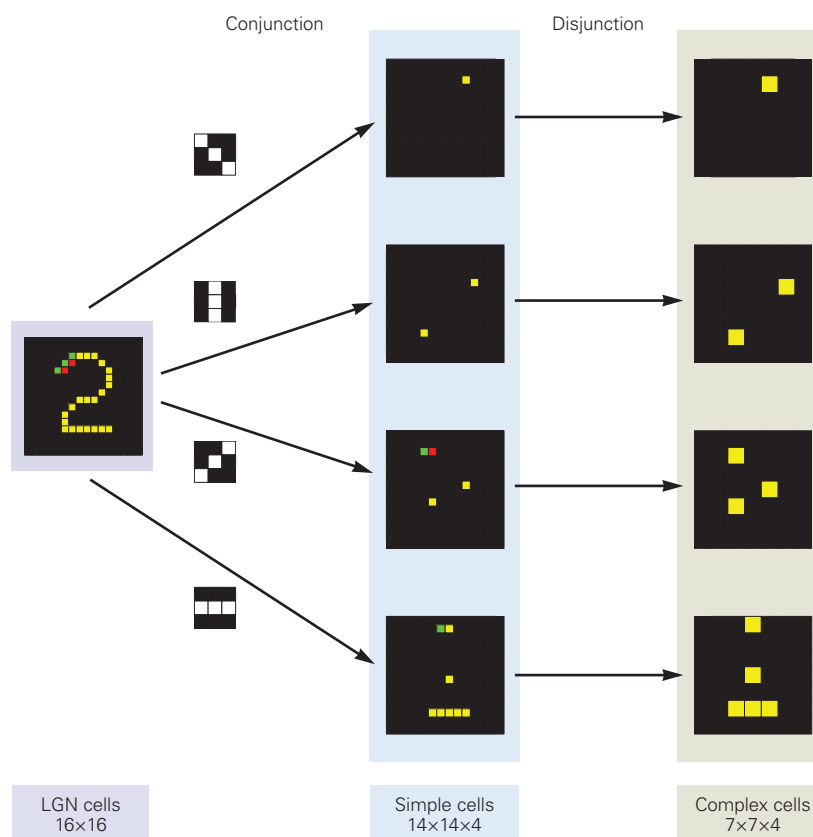 Conjunction
Disjunction
LGN cells
16×16
Simple cells
14×14×4
Complex cells
7×7×4